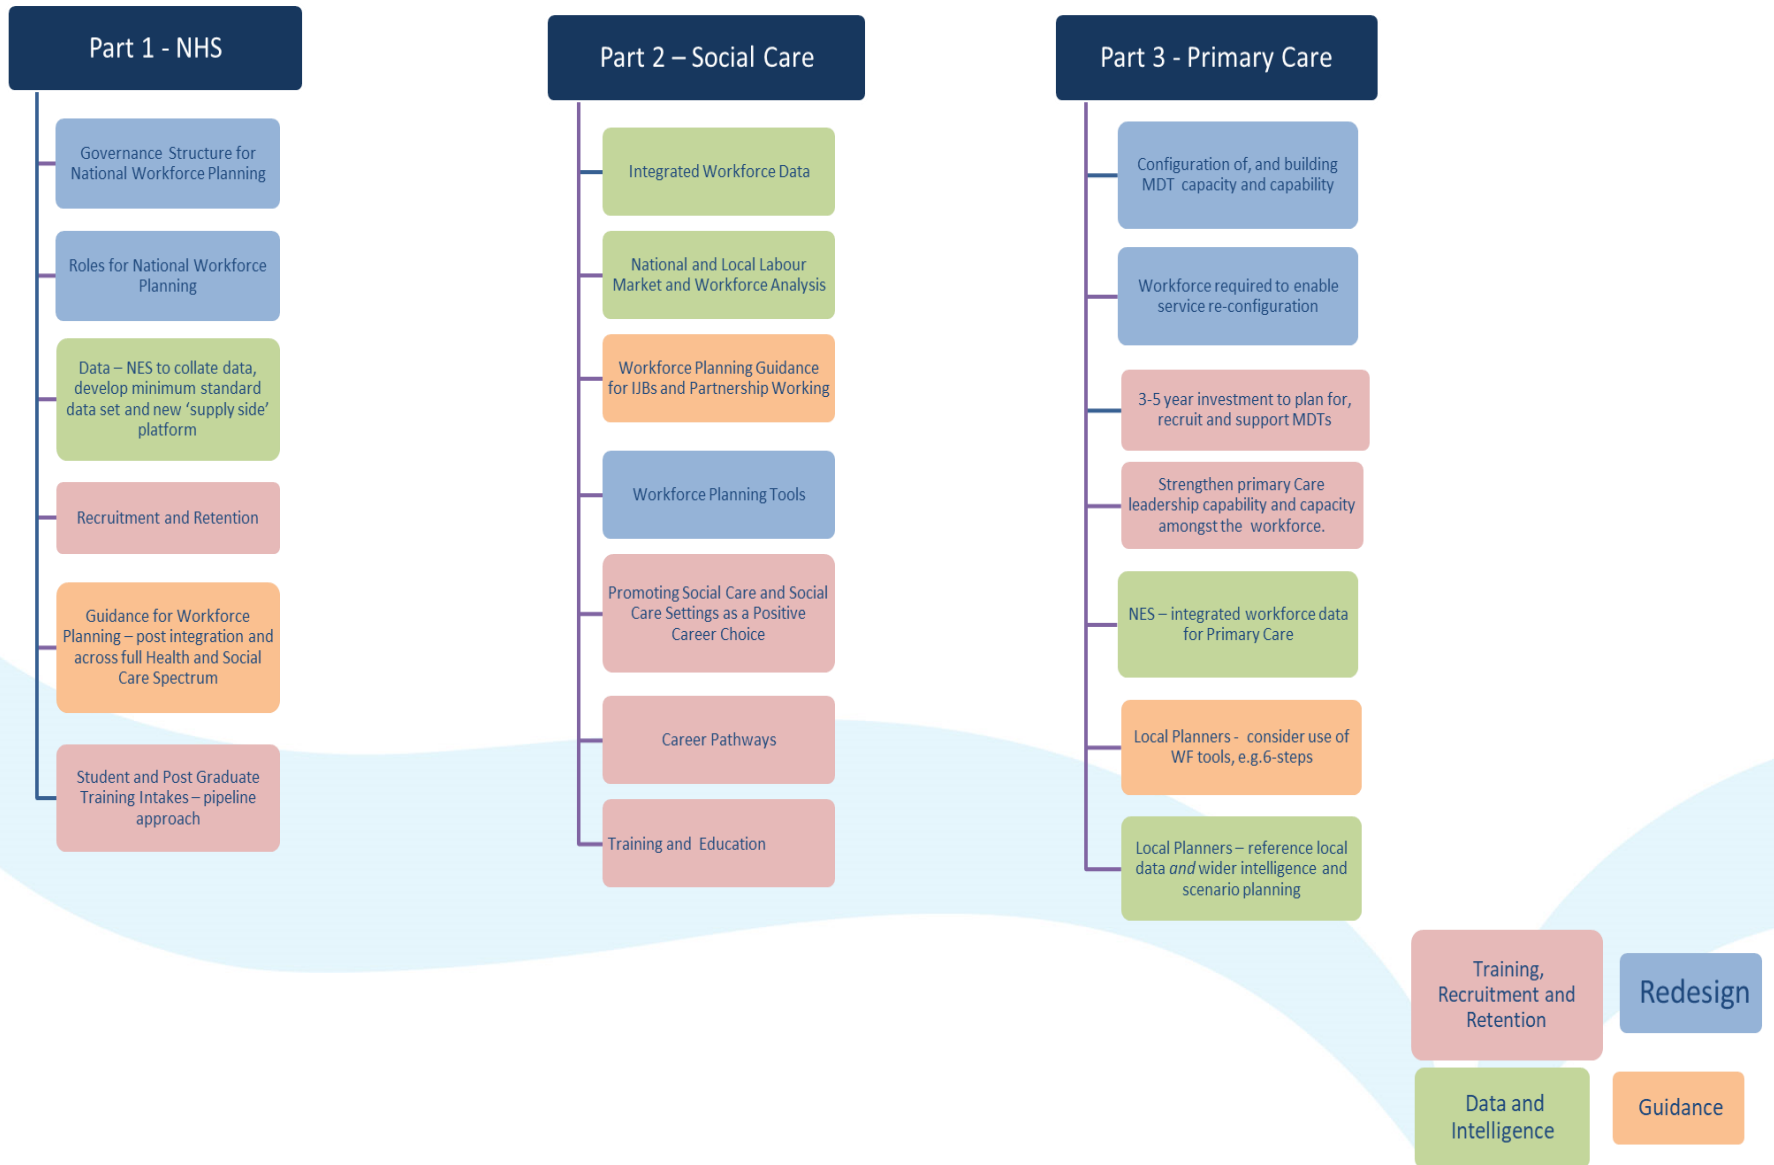 Part 1 - NHS
Governance Structure for
National Workforce Planning
Roles for National Workforce
Planning
Data – NES to collate data,
develop minimum standard
data set and new ‘supply side’
platform
Recruitment and Retention
Guidance for Workforce
Planning – post integration and
across full Health and Social
Care Spectrum
Student and Post Graduate
Training Intakes – pipeline
approach
Part 2 – Social Care
Integrated Workforce Data
National and Local Labour
Market and Workforce Analysis
Workforce Planning Guidance
for IJBs and Partnership Working
Workforce Planning Tools
Promoting Social Care and Social
Care Settings as a Positive
Career Choice
Career Pathways
Training and Education
Part 3 - Primary Care
Configuration of, and building
MDT capacity and capability
Workforce required to enable
service re-configuration
3-5 year investment to plan for,
recruit and support MDTs
Strengthen primary Care
leadership capability and capacity
amongst the workforce.
NES – integrated workforce data
for Primary Care
Local Planners - consider use of
WF tools, e.g.6-steps
Local Planners – reference local
data and wider intelligence and
scenario planning
Training,
Recruitment and
Retention
Redesign
Data and
Intelligence
Guidance